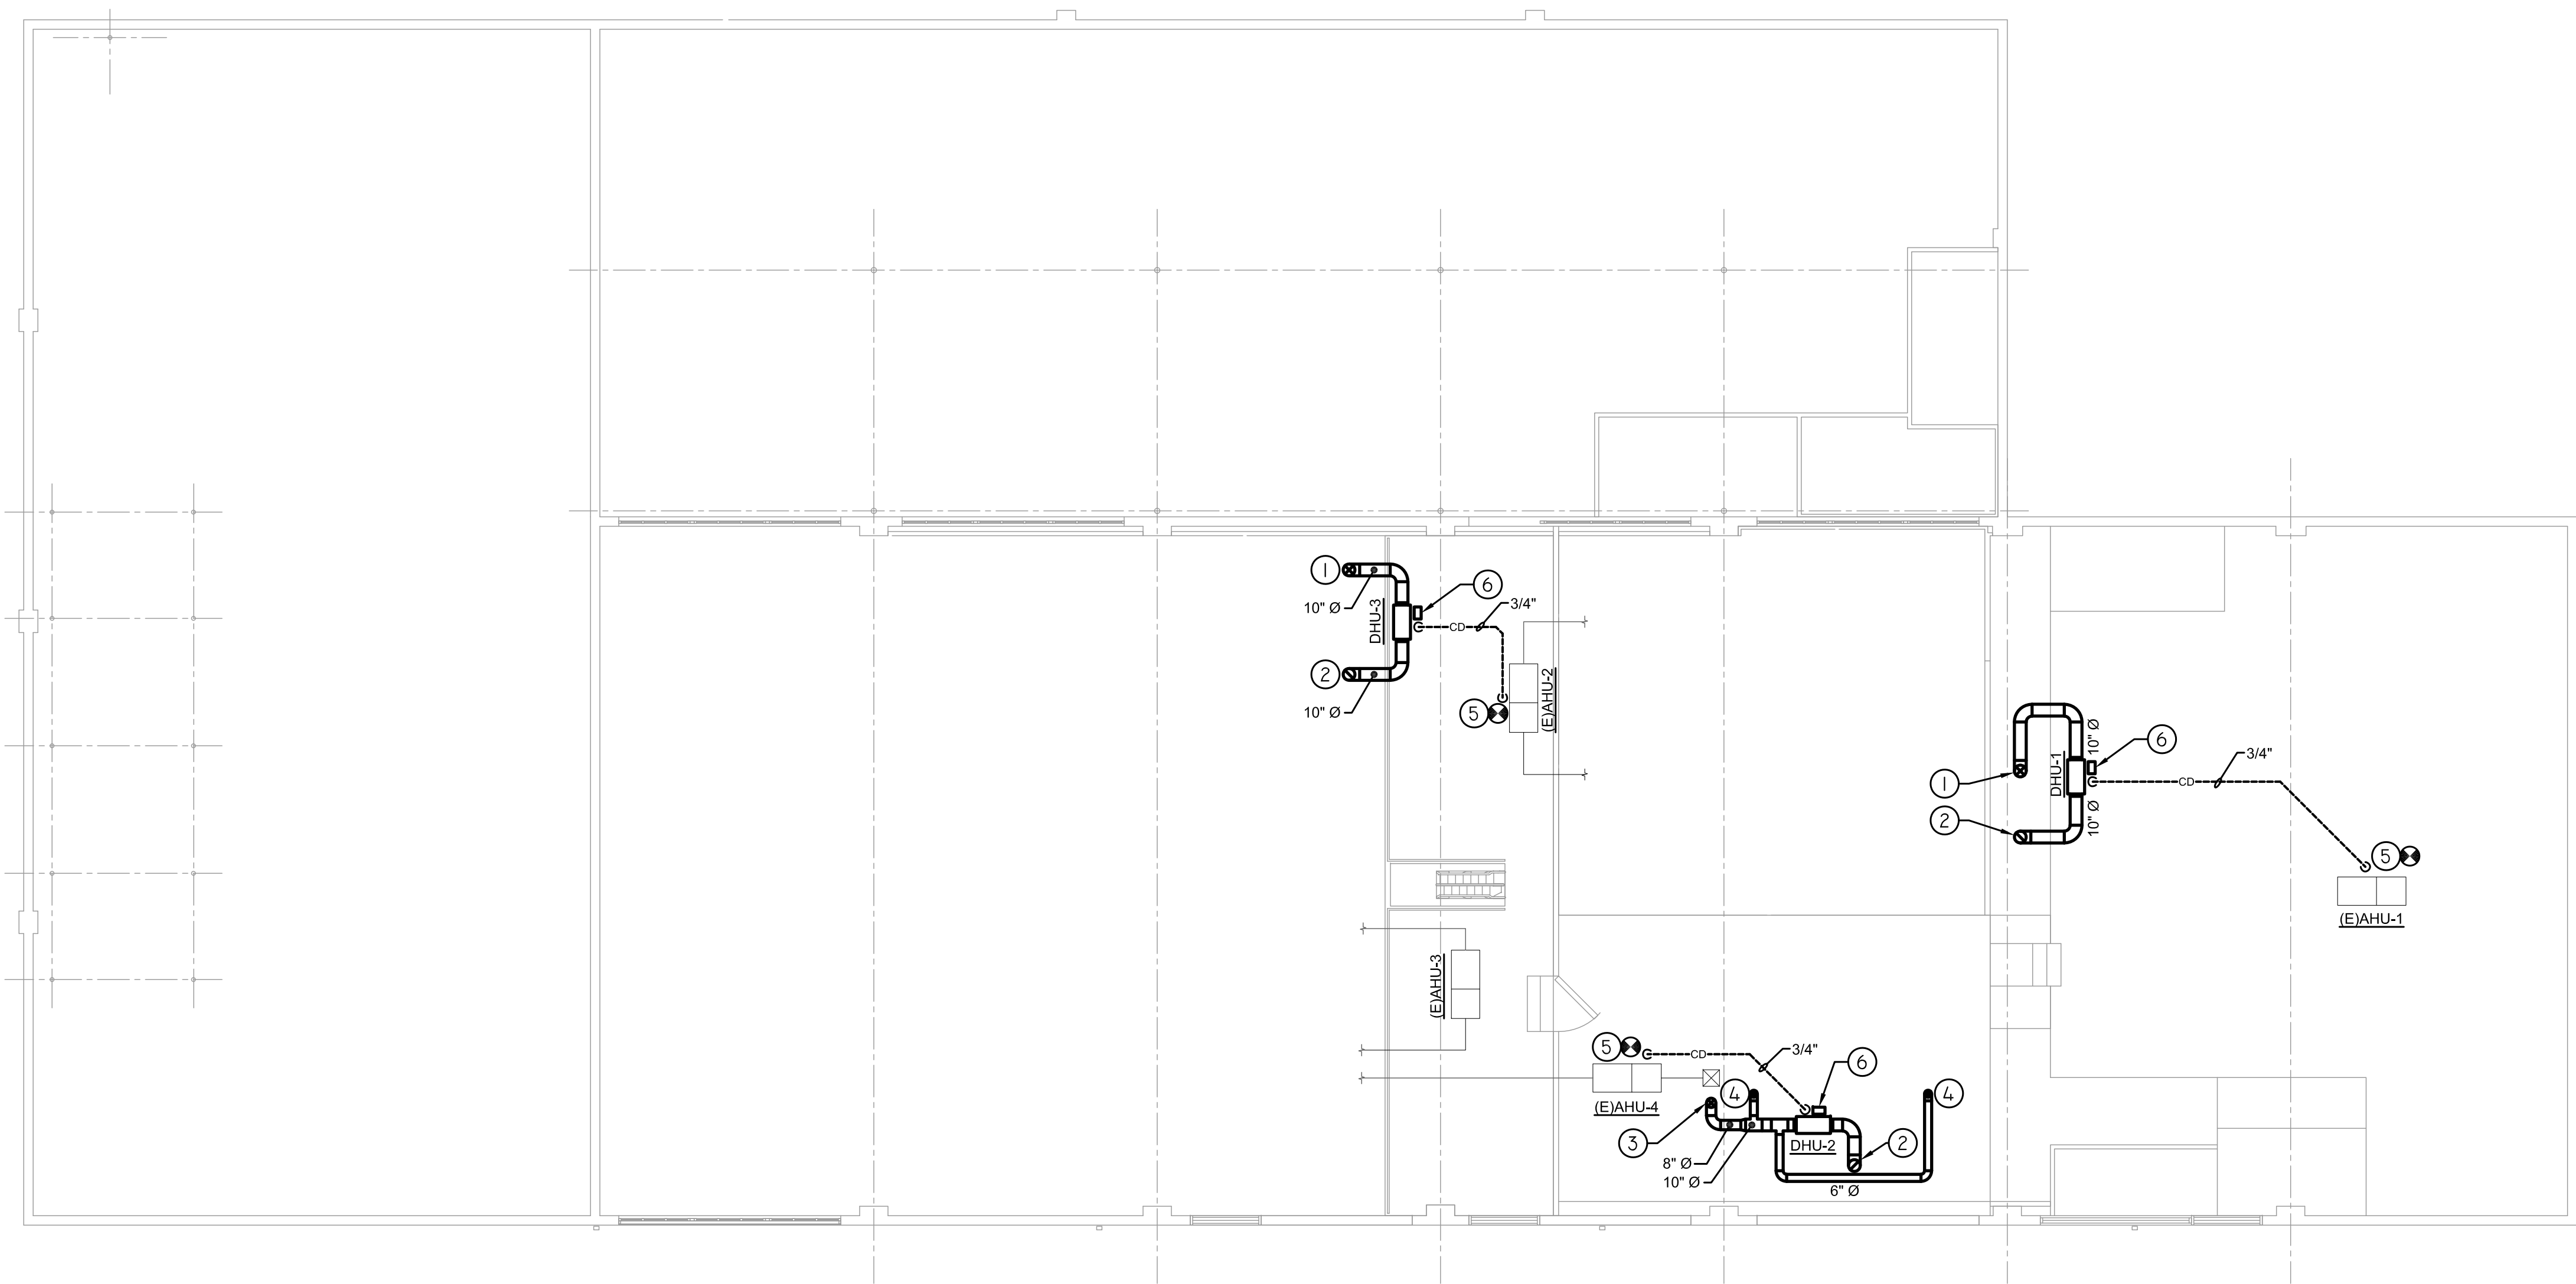 1
6
10" Ø
DHU-3
3/4"
CD
2
10" Ø
5
(E)AHU-2
10" Ø
6
1
DHU-1
3/4"
CD
2
10" Ø
5
(E)AHU-1
(E)AHU-3
5
CD
3/4"
6
(E)AHU-4
4
4
3
DHU-2
2
8" Ø
10" Ø
6" Ø